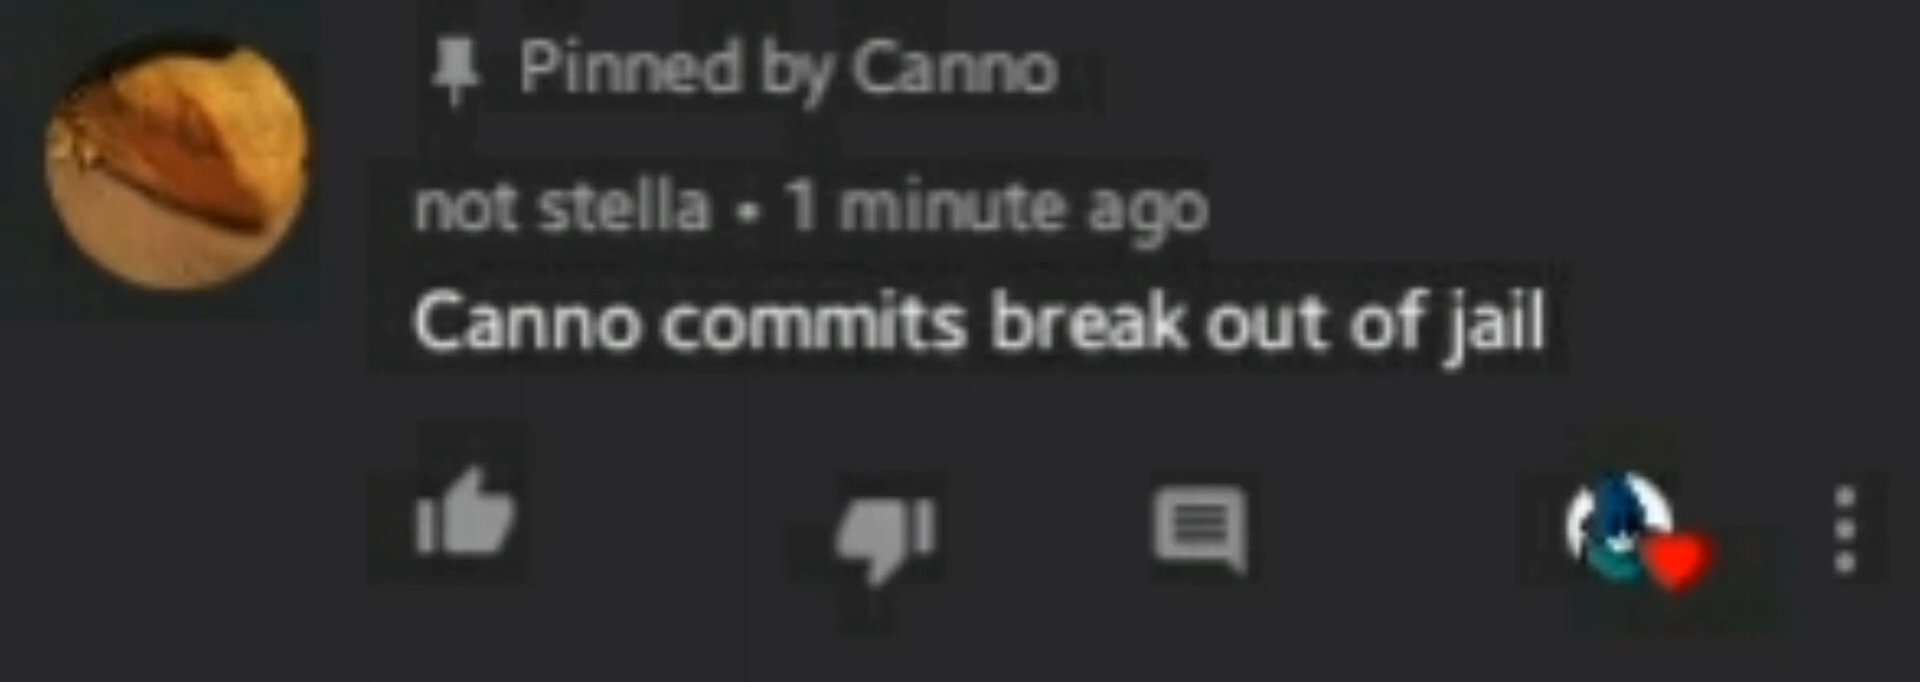 Pinned by Canno
not stella • 1 minute ago
Canno commits break out of jail